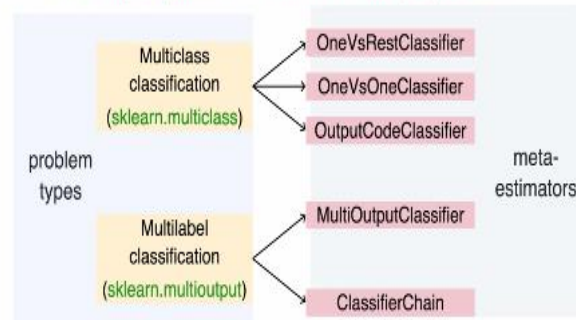 problem
types
Multiclass
classification
(sklearn.multiclass)
Multilabel
classification
(sklearn.multioutput)
OneVsRestClassifier
OneVsOneClassifier
OutputCodeClassifier
MultiOutputClassifier
ClassifierChain
meta-
estimators